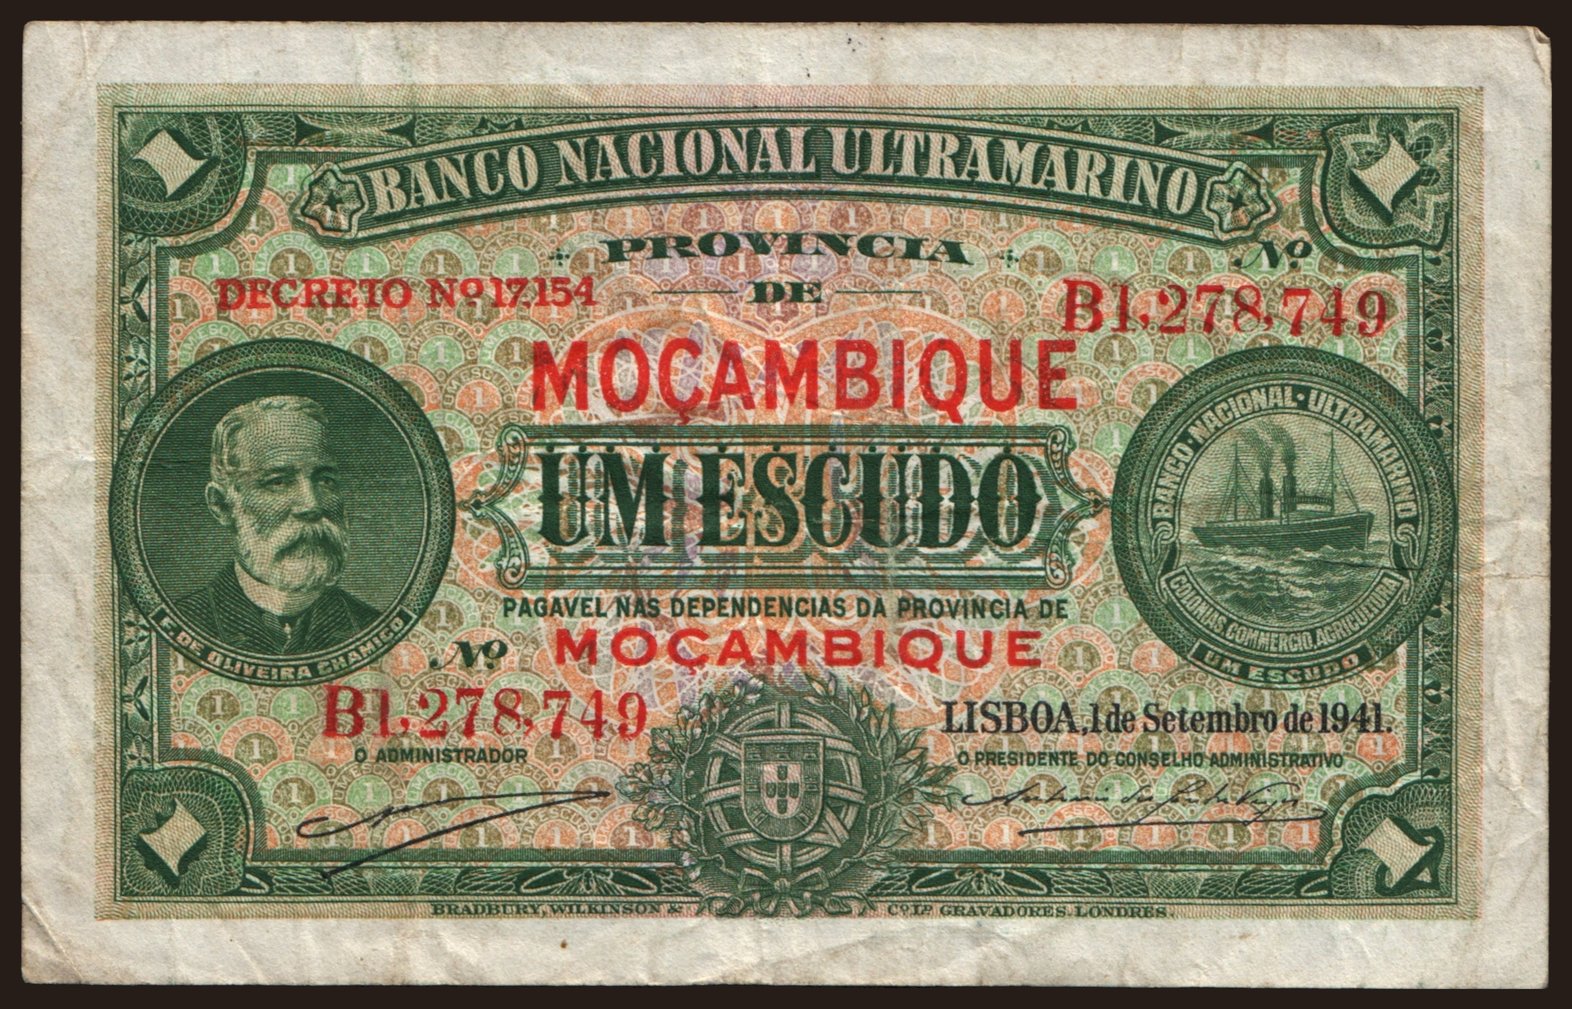 BANCO NACIONAL ULTRAMARINO
PROVINCIA
DE
Nº
DECRETO Nº 17,154
B1,278,749
MOÇAMBIQUE
UM ESCUDO
BANCO·NACIONAL·ULTRAMARINO
COLONIAS, COMMERCIO, AGRICULTURA
UM ESCUDO
F. DE OLIVEIRA CHAMIÇO
PAGAVEL NAS DEPENDENCIAS DA PROVINCIA DE
MOÇAMBIQUE
Nº
B1,278,749
LISBOA, 1 de Setembro de 1941.
O ADMINISTRADOR
O PRESIDENTE DO CONSELHO ADMINISTRATIVO
BRADBURY, WILKINSON & Cº Lᴰ GRAVADORES, LONDRES.